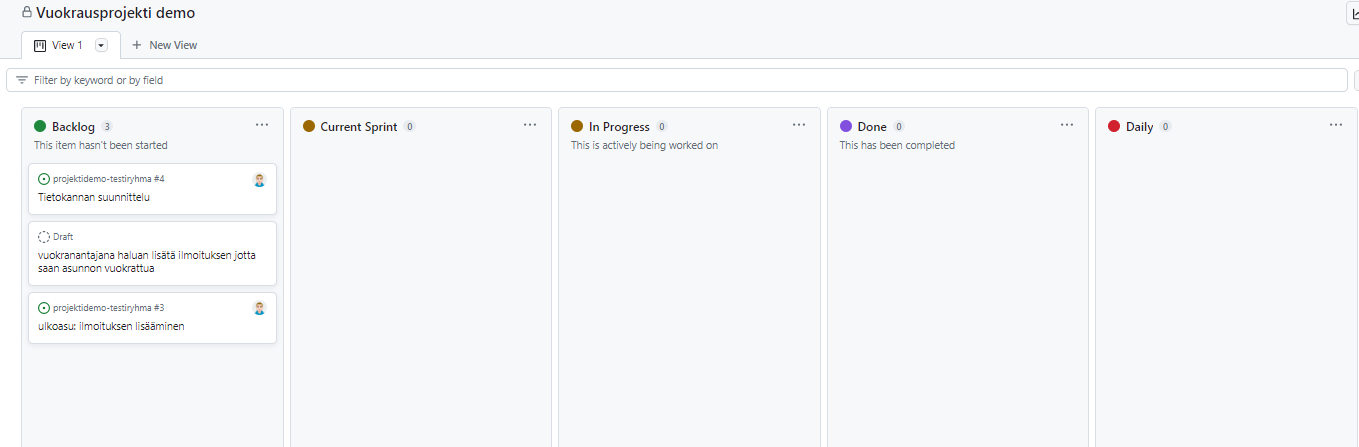 Vuokrausprojekti demo
View 1
New View
Filter by keyword or by field
Backlog 3
This item hasn't been started
projektidemo-testiryhma #4
Tietokannan suunnittelu
Draft
vuokranantajana haluan lisätä ilmoituksen jotta
saan asunnon vuokrattua
projektidemo-testiryhma #3
ulkoasu: ilmoituksen lisääminen
Current Sprint 0
In Progress 0
This is actively being worked on
Done 0
This has been completed
Daily 0